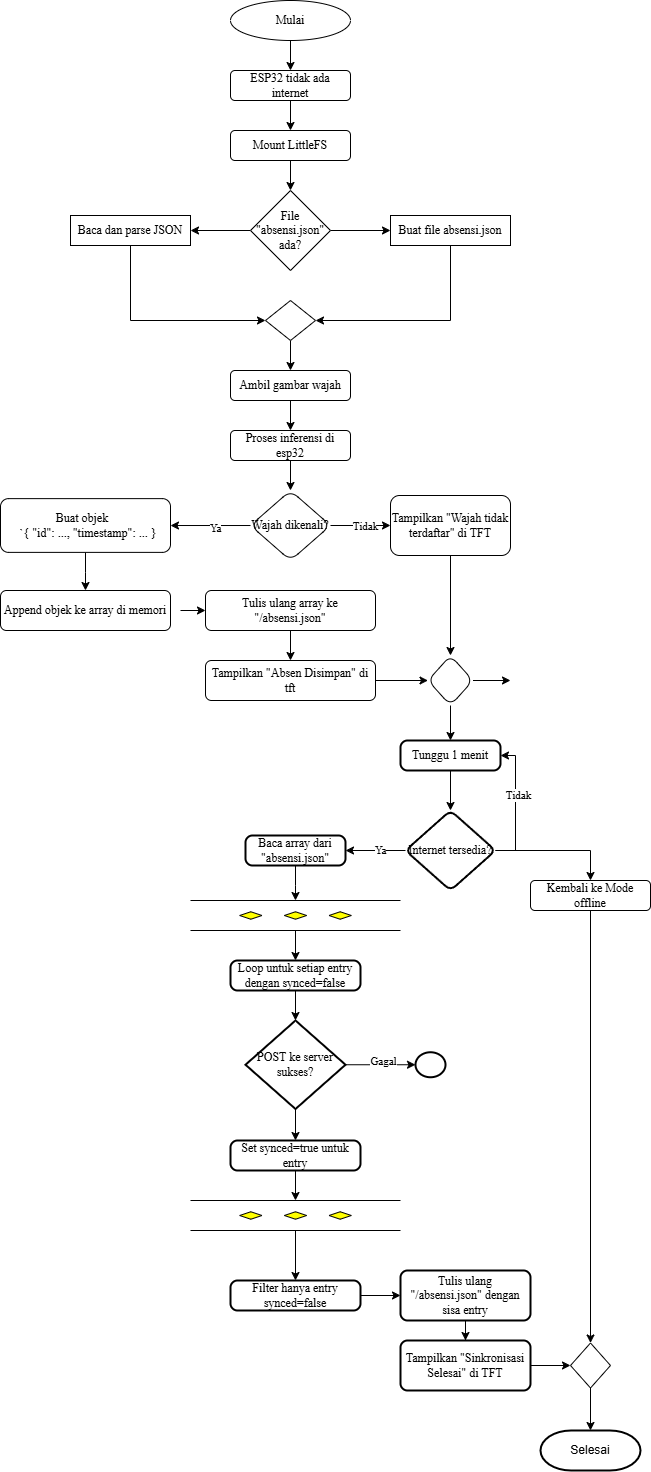 Mulai
ESP32 tidak ada
internet
Mount LittleFS
File
"absensi.json"
ada?
Baca dan parse JSON
Buat file absensi.json
Ambil gambar wajah
Proses inferensi di
esp32
Buat objek
`{ "id": ..., "timestamp": ... }
Ya
Wajah dikenali?
Tidak
Tampilkan "Wajah tidak
terdaftar" di TFT
Append objek ke array di memori
Tulis ulang array ke
"/absensi.json"
Tampilkan "Absen Disimpan" di
tft
Tunggu 1 menit
Tidak
Baca array dari
"absensi.json"
Ya
Internet tersedia?
Kembali ke Mode
offline
Loop untuk setiap entry
dengan synced=false
POST ke server
sukses?
Gagal
Set synced=true untuk
entry
Filter hanya entry
synced=false
Tulis ulang
"/absensi.json" dengan
sisa entry
Tampilkan "Sinkronisasi
Selesai" di TFT
Selesai